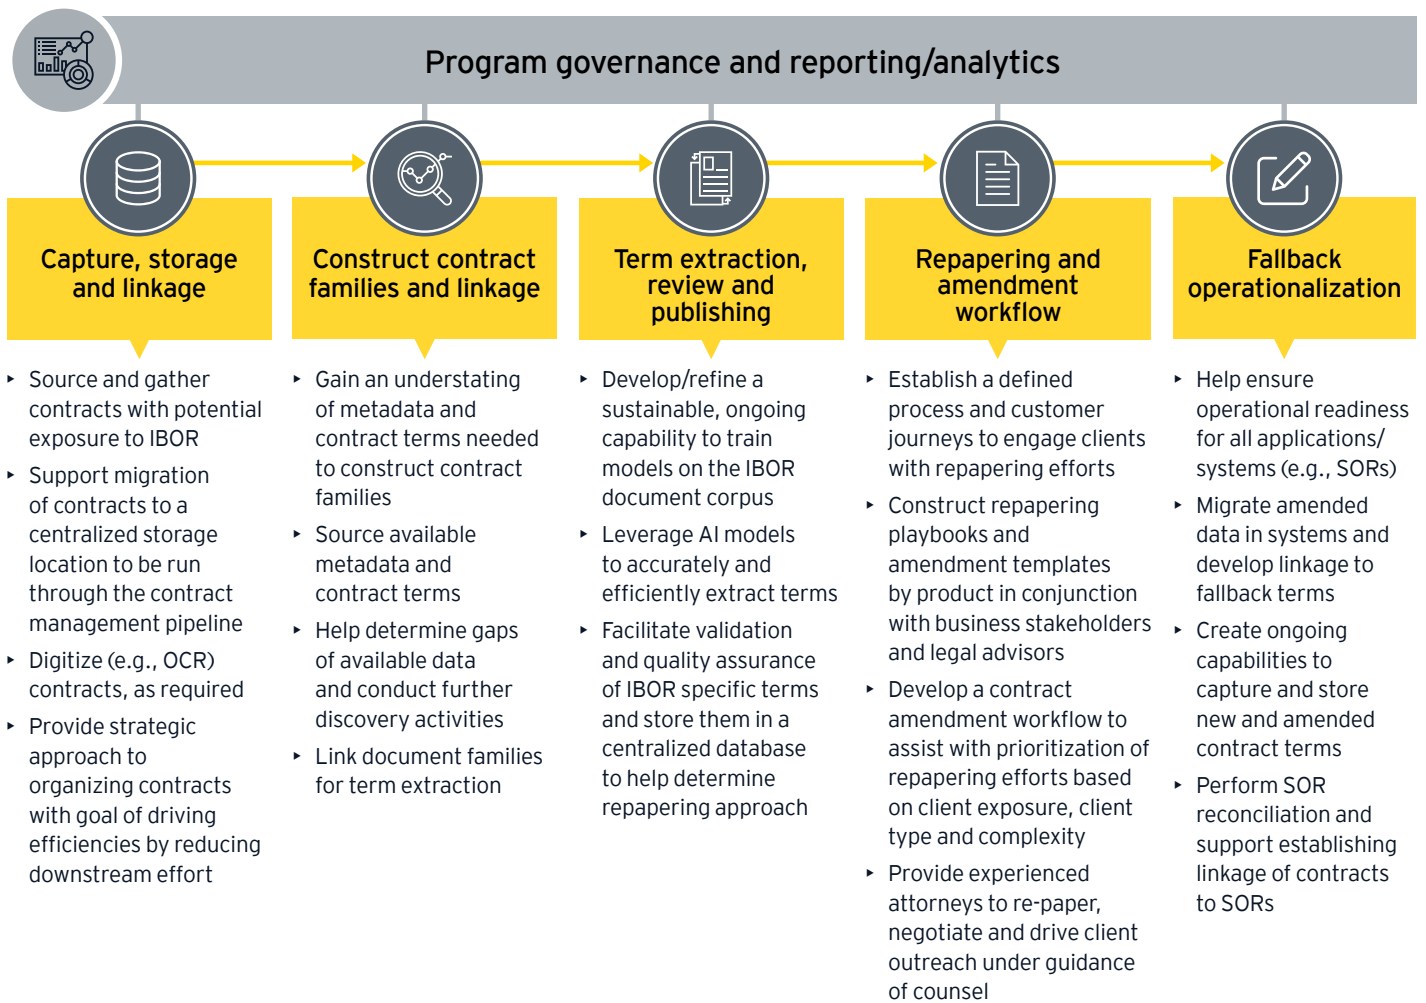 Program governance and reporting/analytics
Capture, storage
and linkage
‣ Source and gather
contracts with potential
exposure to IBOR
‣ Support migration
of contracts to a
centralized storage
location to be run
through the contract
management pipeline
‣ Digitize (e.g., OCR)
contracts, as required
‣ Provide strategic
approach to
organizing contracts
with goal of driving
efficiencies by reducing
downstream effort
Construct contract
families and linkage
‣ Gain an understating
of metadata and
contract terms needed
to construct contract
families
‣ Source available
metadata and
contract terms
‣ Help determine gaps
of available data
and conduct further
discovery activities
‣ Link document families
for term extraction
Term extraction,
review and
publishing
‣ Develop/refine a
sustainable, ongoing
capability to train
models on the IBOR
document corpus
‣ Leverage AI models
to accurately and
efficiently extract terms
‣ Facilitate validation
and quality assurance
of IBOR specific terms
and store them in a
centralized database
to help determine
repapering approach
Repapering and
amendment
workflow
‣ Establish a defined
process and customer
journeys to engage clients
with repapering efforts
‣ Construct repapering
playbooks and
amendment templates
by product in conjunction
with business stakeholders
and legal advisors
‣ Develop a contract
amendment workflow to
assist with prioritization of
repapering efforts based
on client exposure, client
type and complexity
‣ Provide experienced
attorneys to re-paper,
negotiate and drive client
outreach under guidance
of counsel
Fallback
operationalization
‣ Help ensure
operational readiness
for all applications/
systems (e.g., SORs)
‣ Migrate amended
data in systems and
develop linkage to
fallback terms
‣ Create ongoing
capabilities to
capture and store
new and amended
contract terms
‣ Perform SOR
reconciliation and
support establishing
linkage of contracts
to SORs